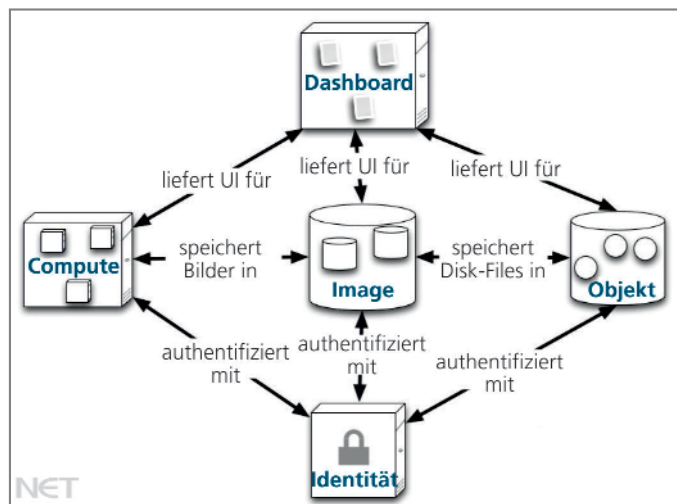 Dashboard
liefert UI für
liefert UI für
liefert UI für
speichert
Bilder in
speichert
Disk-Files in
Compute
Image
Objekt
authentifiziert
mit
authentifiziert
mit
authentifiziert
mit
Identität
NET